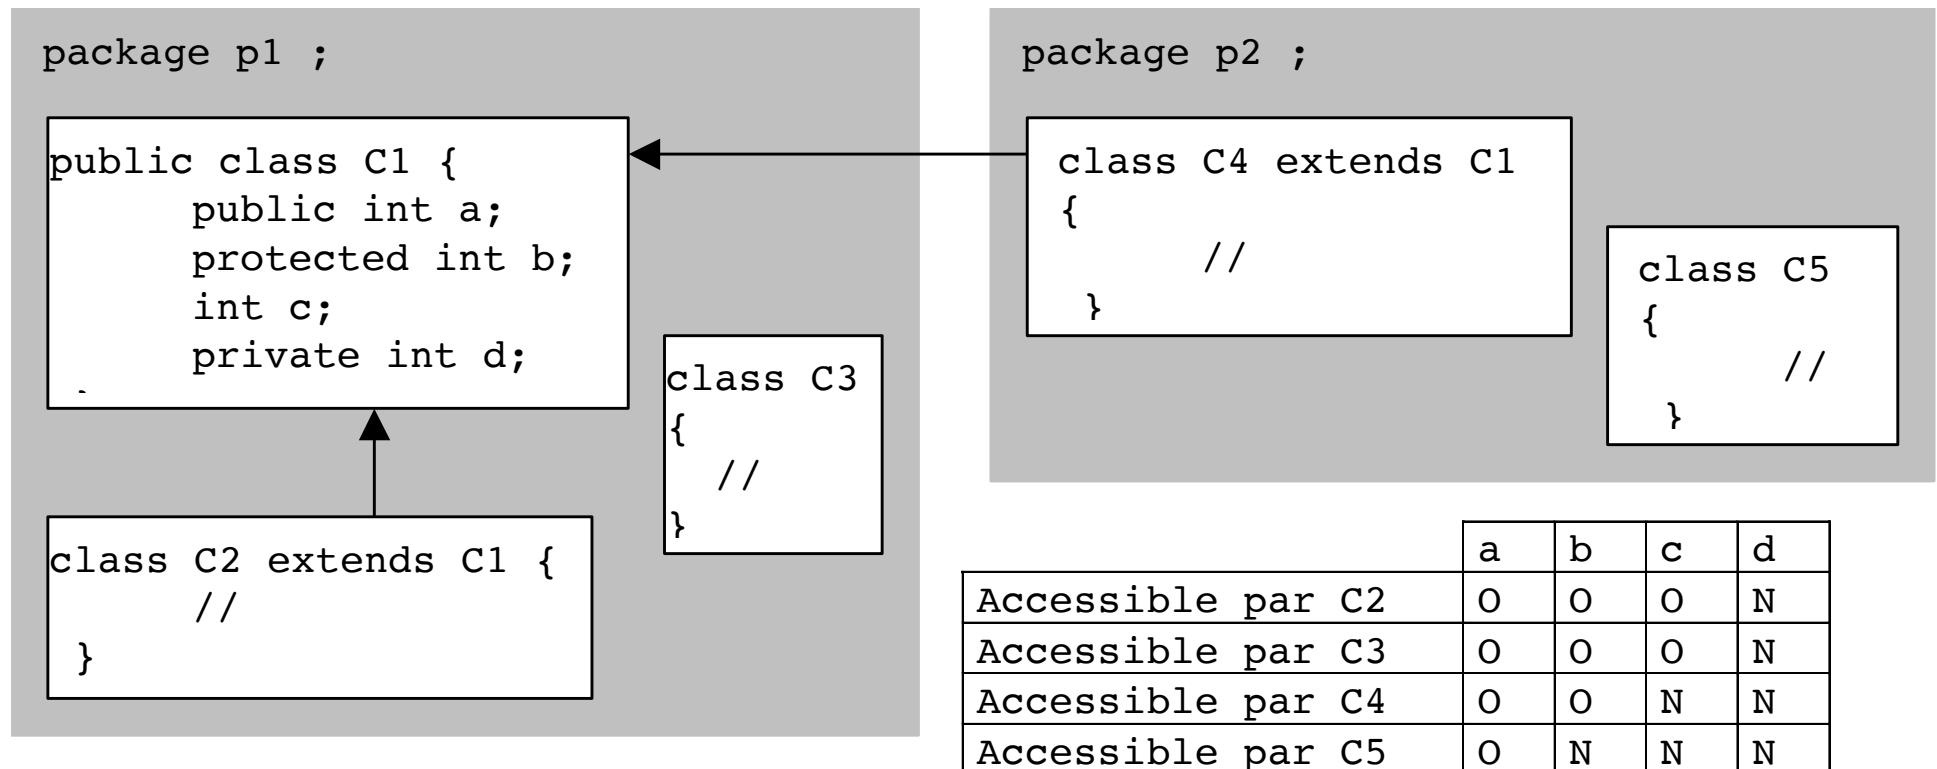 package p1 ;
public class C1 {
public int a;
protected int b;
int c;
private int d;
class C3
{
//
}
class C2 extends C1 {
//
}
package p2 ;
class C4 extends C1
{
//
}
class C5
{
//
}
a b c d
Accessible par C2 O O O N
Accessible par C3 O O O N
Accessible par C4 O O N N
Accessible par C5 O N N N